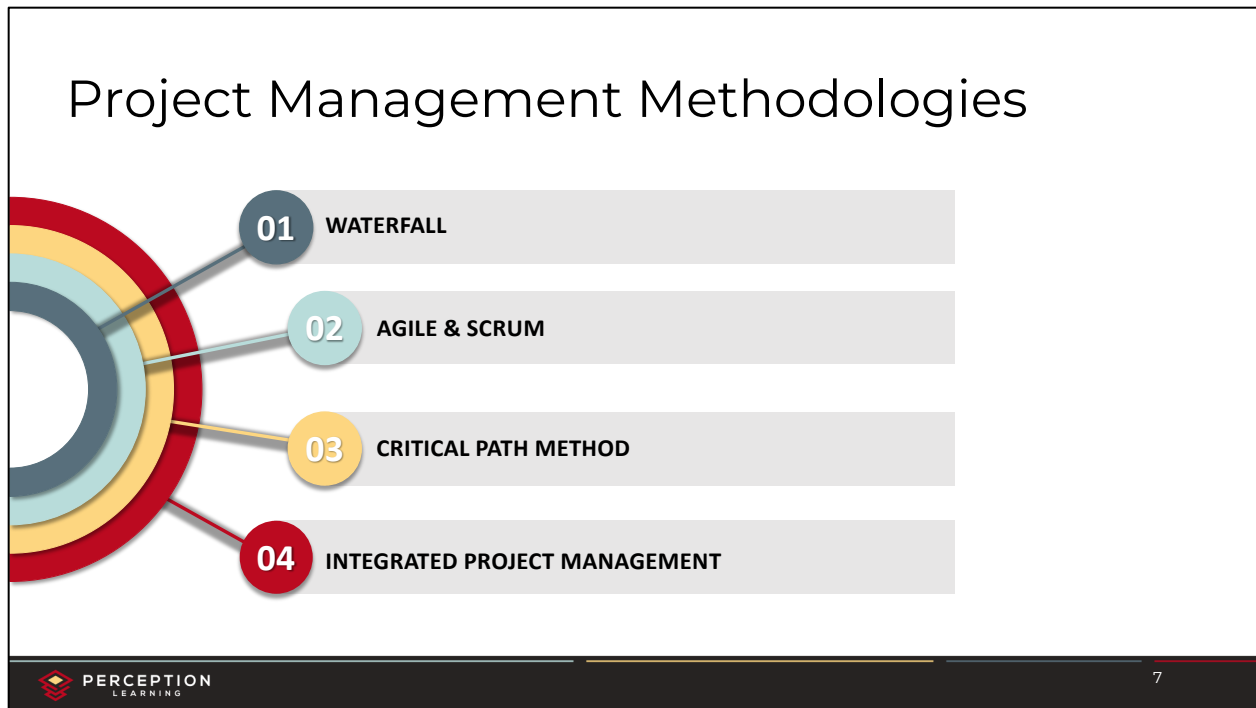 Project Management Methodologies
01 WATERFALL
02 AGILE & SCRUM
03 CRITICAL PATH METHOD
04 INTEGRATED PROJECT MANAGEMENT
PERCEPTION
LEARNING
7